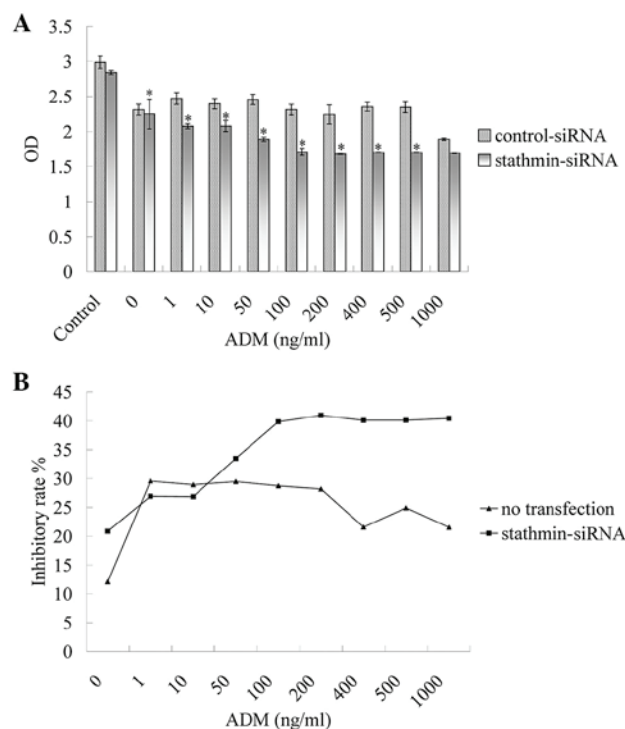 A
3.5
3
2.5
2
1.5
1
0.5
0
OD
* * * * * * * *
control-siRNA
stathmin-siRNA
Control 0 1 10 50 100 200 400 500 1000
ADM (ng/ml)
B
45
40
35
30
25
20
15
10
5
0
Inhibitory rate %
no transfection
stathmin-siRNA
0 1 10 50 100 200 400 500 1000
ADM (ng/ml)